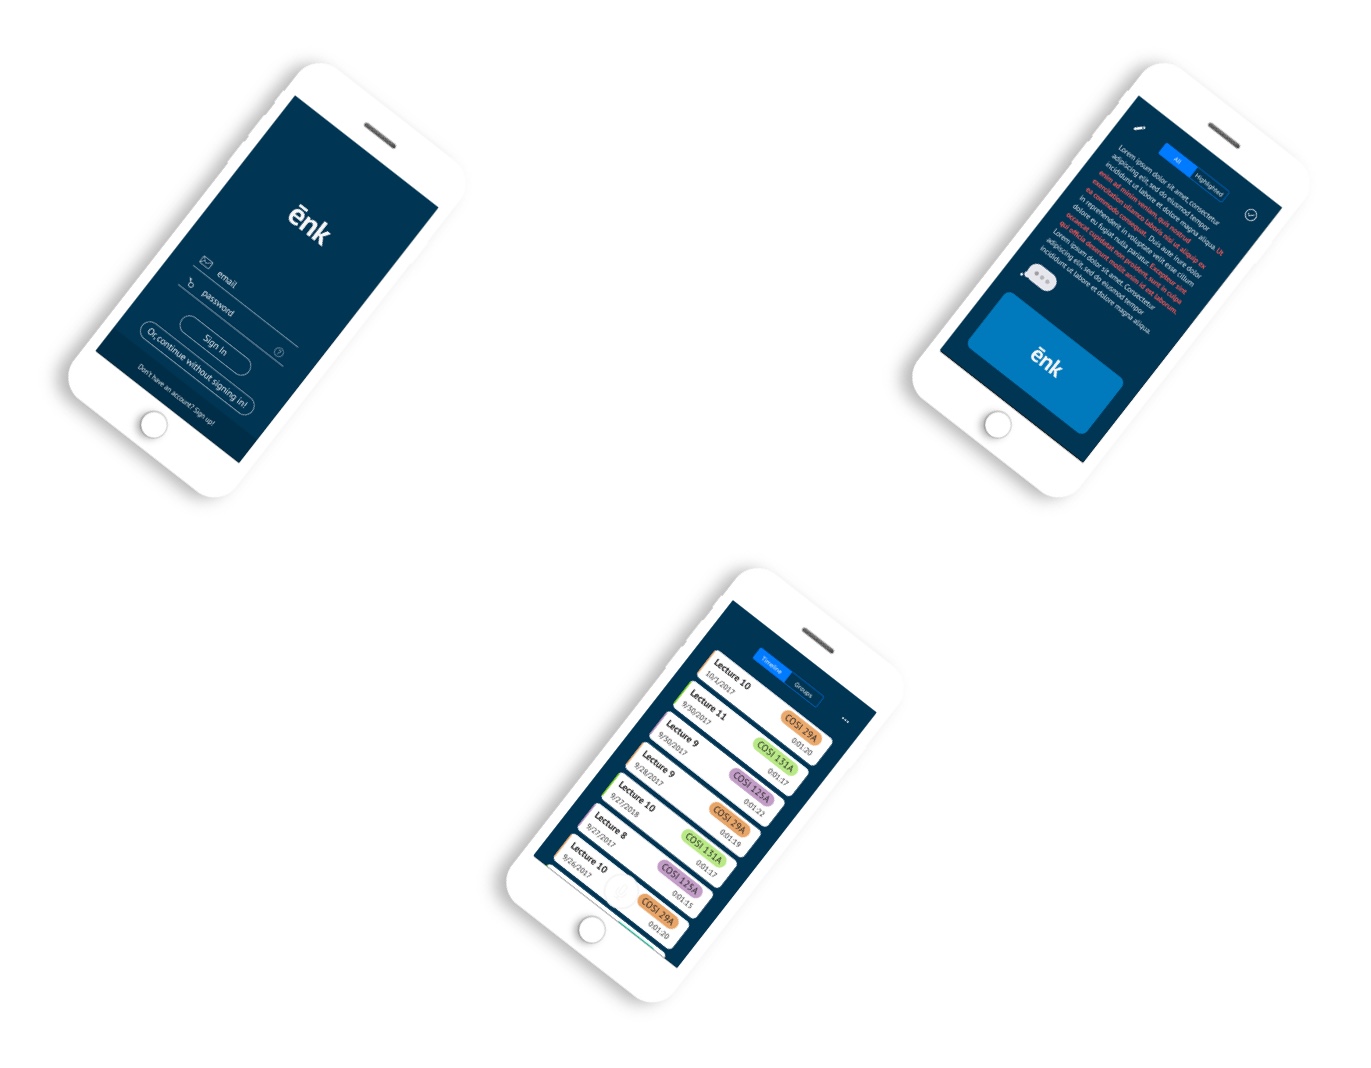 ēnk
email
password
Sign In
Or, continue without signing in!
Don't have an account? Sign up!
All
Highlighted
Lorem ipsum dolor sit amet, consectetur
adipiscing elit, sed do eiusmod tempor
incididunt ut labore et dolore magna aliqua. Ut
enim ad minim veniam, quis nostrud
exercitation ullamco laboris nisi ut aliquip ex
ea commodo consequat. Duis aute irure dolor
in reprehenderit in voluptate velit esse cillum
dolore eu fugiat nulla pariatur. Excepteur sint
occaecat cupidatat non proident, sunt in culpa
qui officia deserunt mollit anim id est laborum.
Lorem ipsum dolor sit amet, Consectetur
adipiscing elit, sed do eiusmod tempor
incididunt ut labore et dolore magna aliqua.
ēnk
Timeline
Groups
Lecture 10
10/1/2017
COSI 29A
0:01:20
Lecture 11
9/30/2017
COSI 131A
0:01:17
Lecture 9
9/30/2017
COSI 125A
0:01:22
Lecture 9
9/28/2017
COSI 29A
0:01:19
Lecture 10
9/27/2018
COSI 131A
0:01:17
Lecture 8
9/27/2017
COSI 125A
0:01:15
Lecture 10
9/26/2017
COSI 29A
0:01:20